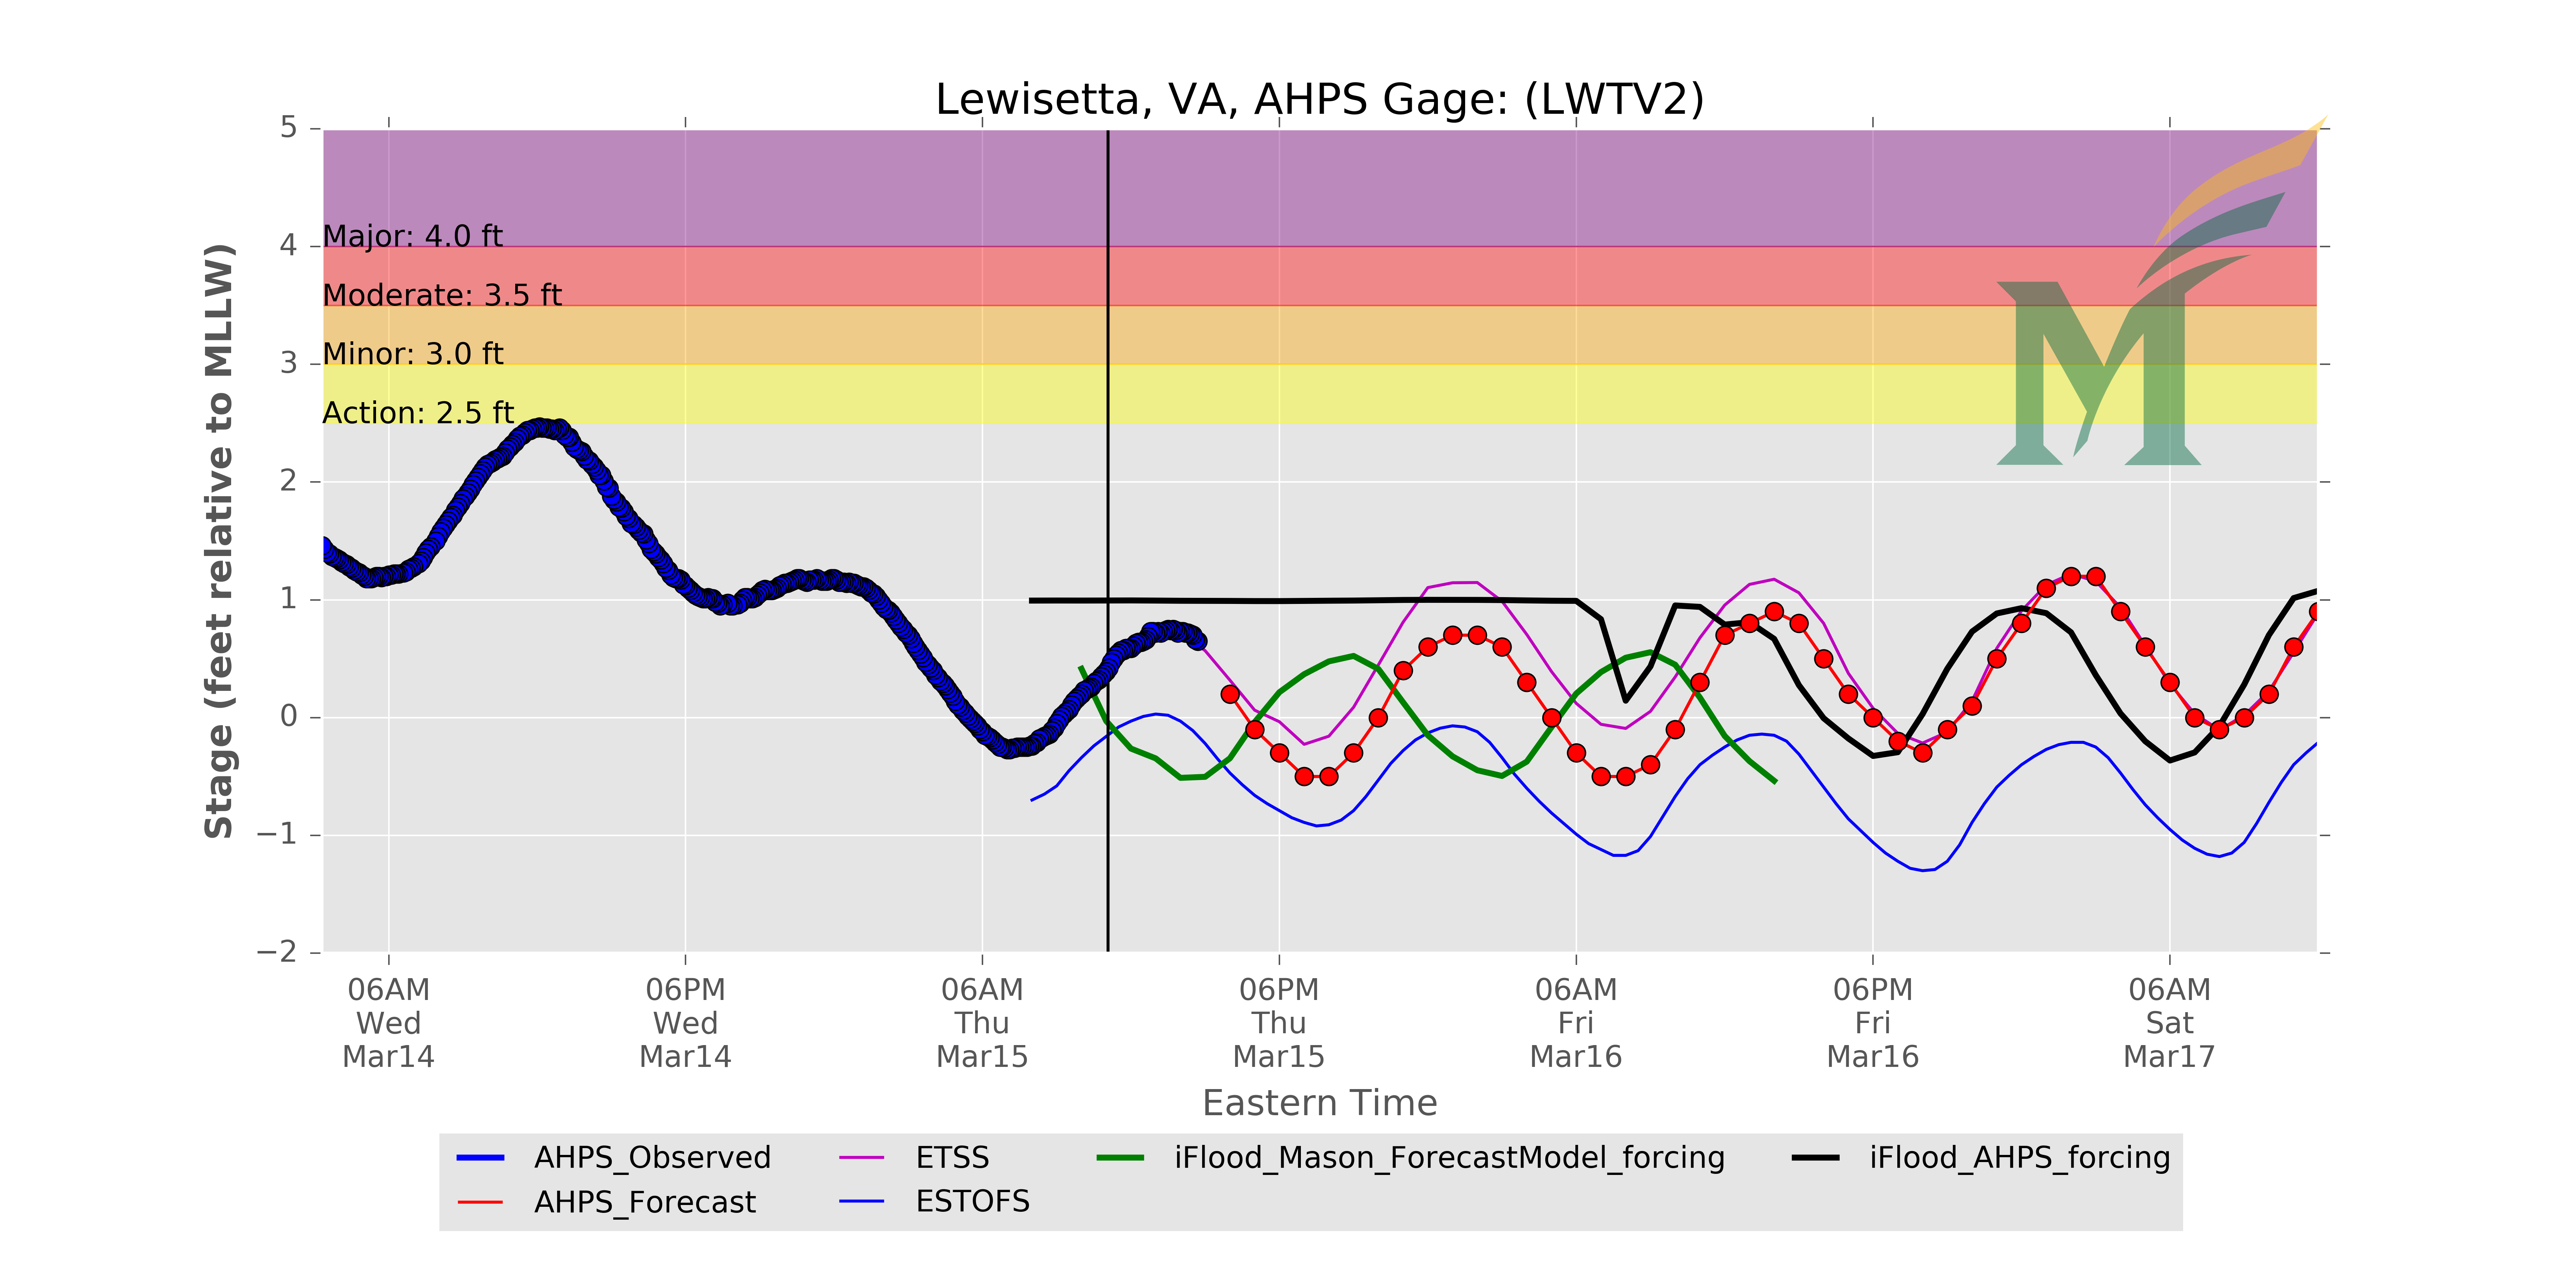 Lewisetta, VA, AHPS Gage: (LWTV2)
Stage (feet relative to MLLW)
5
4
3
2
1
0
−1
−2
Major: 4.0 ft
Moderate: 3.5 ft
Minor: 3.0 ft
Action: 2.5 ft
M
06AM 06PM 06AM 06PM 06AM 06PM 06AM
Wed Wed Thu Thu Fri Fri Sat
Mar14 Mar14 Mar15 Mar15 Mar16 Mar16 Mar17
Eastern Time
AHPS_Observed ETSS iFlood_Mason_ForecastModel_forcing iFlood_AHPS_forcing
AHPS_Forecast ESTOFS